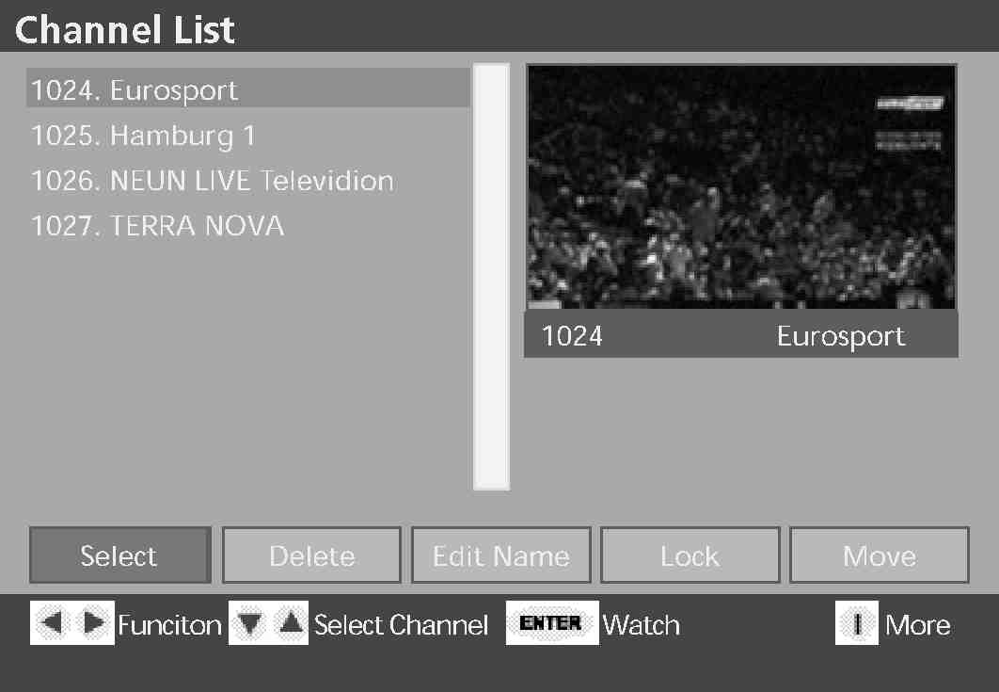 Channel List
1024. Eurosport
1025. Hamburg 1
1026. NEUN LIVE Televidion
1027. TERRA NOVA
1024 Eurosport
Select Delete Edit Name Lock Move
Funciton Select Channel ENTER Watch I More